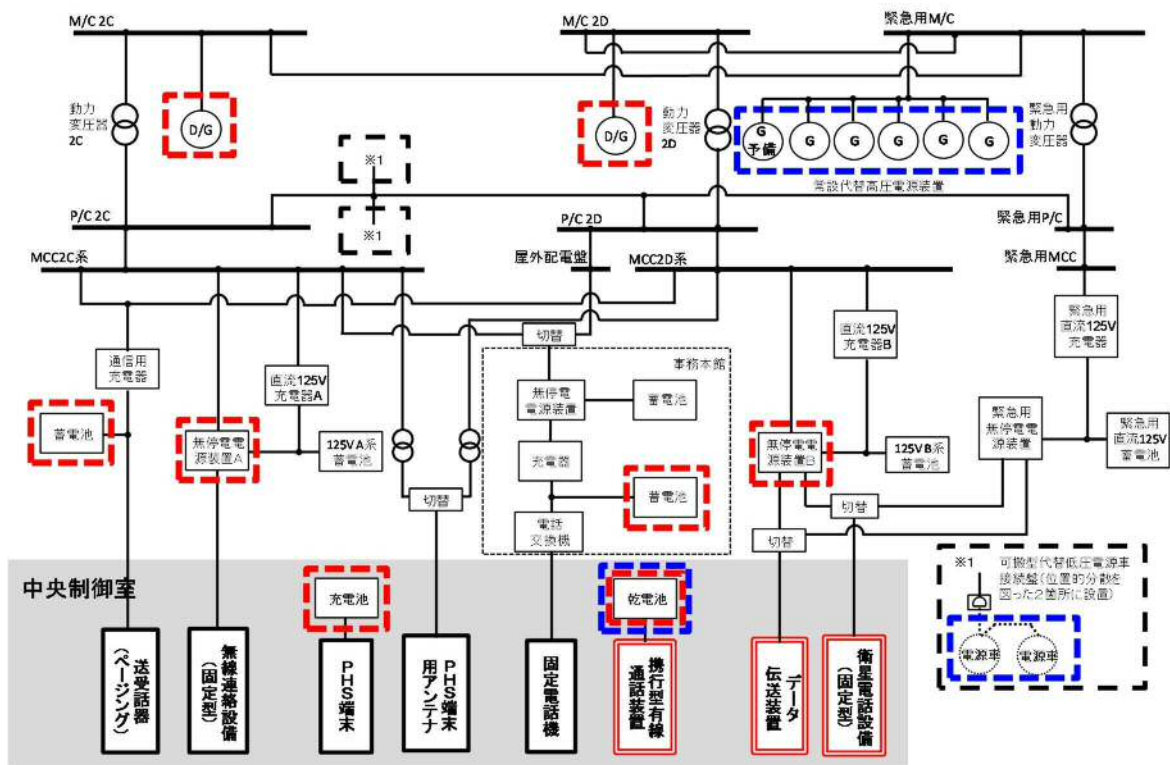 M/C 2C
M/C 2D
緊急用M/C
動力
変圧器
2C
D/G
D/G
動力
変圧器
2D
G
予備
G
G
G
G
G
緊急用
動力
変圧器
常設代替高圧電源装置
※1
※1
P/C 2C
P/C 2D
緊急用P/C
MCC2C系
屋外配電盤
MCC2D系
緊急用MCC
切替
通信用
充電器
直流125V
充電器A
事務本館
無停電
電源装置
蓄電池
直流125V
充電器B
緊急用
直流125V
充電器
蓄電池
無停電電
源装置A
125V A系
蓄電池
充電器
無停電電
源装置B
125V B系
蓄電池
緊急用
無停電電
源装置
緊急用
直流125V
蓄電池
切替
蓄電池
切替
電話
交換機
切替
中央制御室
充電池
乾電池
※1
可搬型代替低圧電源車
接続盤(位置的分散を
図った2箇所に設置)
電源車
電源車
送受話器
(ページング)
無線連絡設備
(固定型)
PHS端末
PHS端末
用アンテナ
固定電話機
携行型有線
通話装置
データ
伝送装置
衛星電話設備
(固定型)